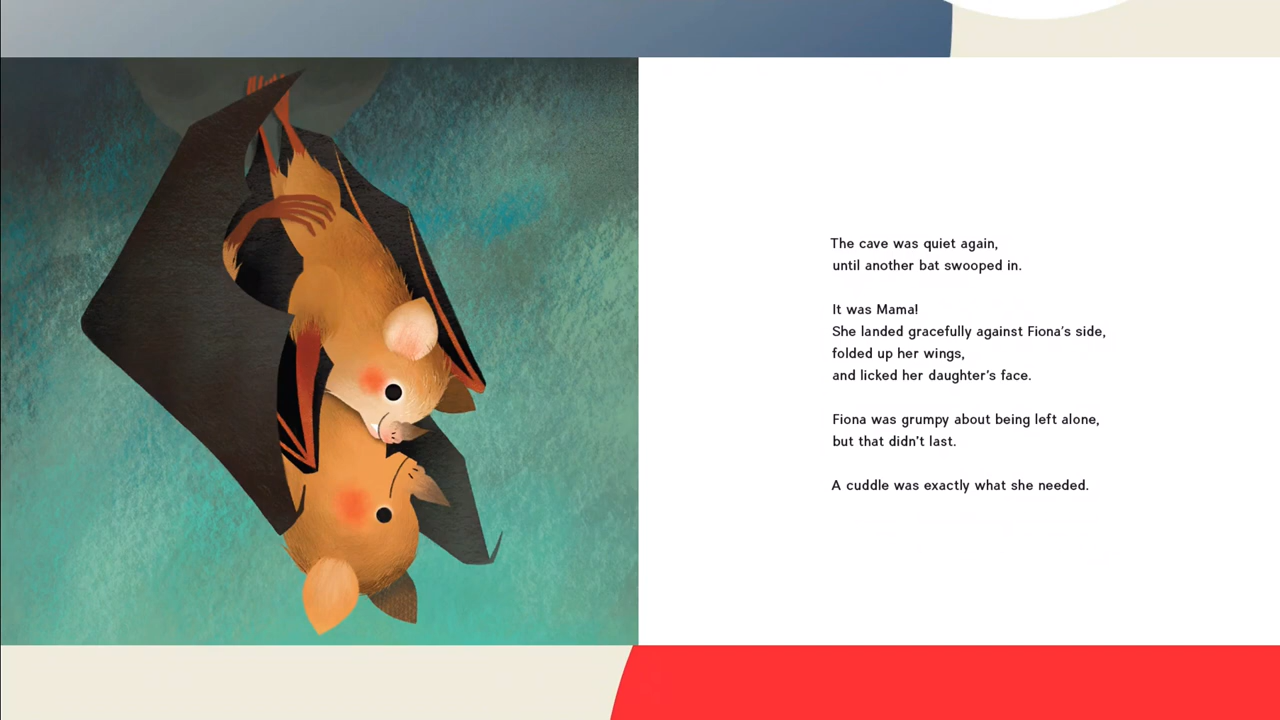 The cave was quiet again,
until another bat swooped in.
It was Mama!
She landed gracefully against Fiona's side,
folded up her wings,
and licked her daughter's face.
Fiona was grumpy about being left alone,
but that didn't last.
A cuddle was exactly what she needed.